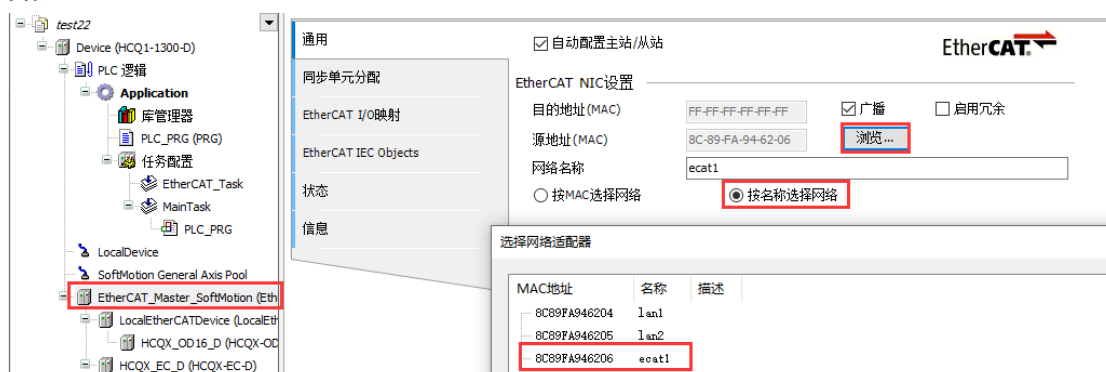 test22
Device (HCQ1-1300-D)
PLC 逻辑
Application
库管理器
PLC_PRG (PRG)
任务配置
EtherCAT_Task
MainTask
PLC_PRG
LocalDevice
SoftMotion General Axis Pool
EtherCAT_Master_SoftMotion (Eth
LocalEtherCATDevice (LocalEth
HCQX_OD16_D (HCQX-OD
HCQX_EC_D (HCQX-EC-D)
通用
同步单元分配
EtherCAT I/O映射
EtherCAT IEC Objects
状态
信息
自动配置主站/从站
EtherCAT
EtherCAT NIC设置
目的地址(MAC) FF-FF-FF-FF-FF-FF 广播 启用冗余
源地址(MAC) 8C-89-FA-94-62-06 浏览...
网络名称 ecat1
按MAC选择网络 按名称选择网络
选择网络适配器
MAC地址 名称 描述
8C89FA946204 lan1
8C89FA946205 lan2
8C89FA946206 ecat1